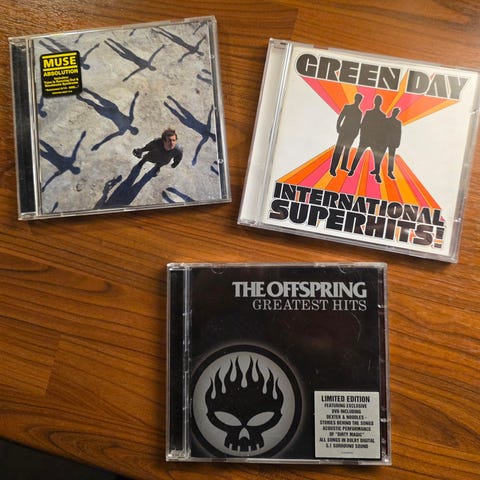 MUSE
ABSOLUTION
GREEN DAY
INTERNATIONAL
SUPERHITS!
THE OFFSPRING
GREATEST HITS
LIMITED EDITION
FEATURING EXCLUSIVE
DVD INCLUDING
DEXTER & NOODLES -
STORIES BEHIND THE SONGS
ACOUSTIC PERFORMANCE
OF "DIRTY MAGIC"
ALL SONGS IN DOLBY DIGITAL
5.1 SURROUND SOUND